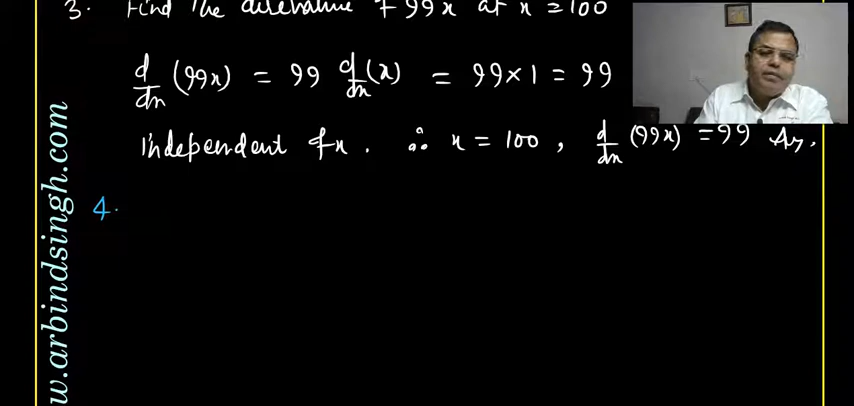 3. Find the derivative of 99x at x = 100
d/dx (99x) = 99 d/dx (x) = 99 × 1 = 99
independent of x. ∴ x = 100, d/dx (99x) = 99 Ans.
4.
w.arbindsingh.com